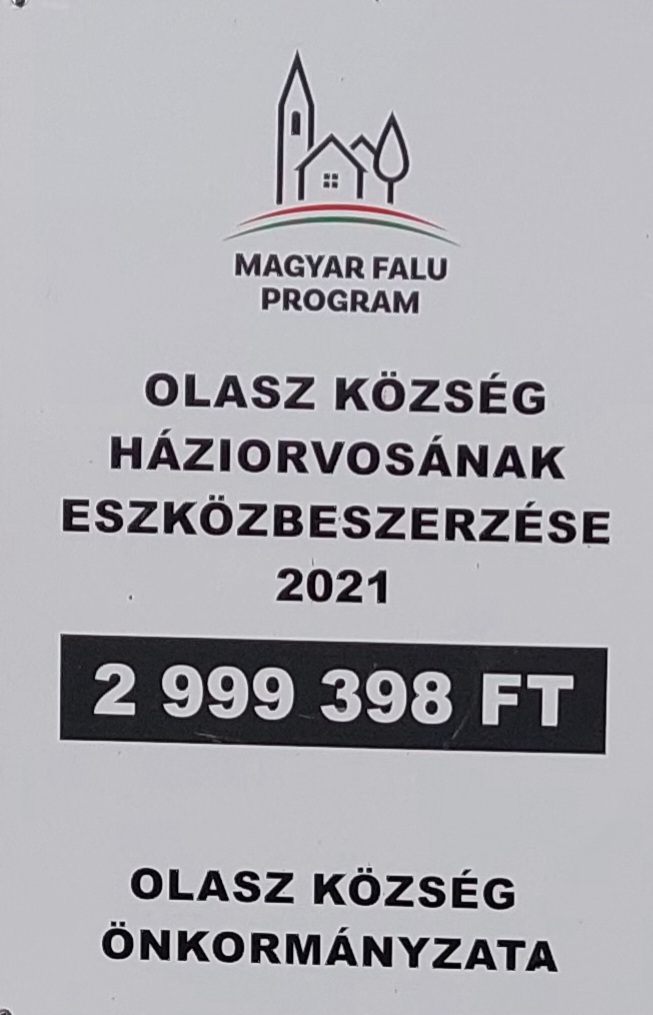 MAGYAR FALU
PROGRAM
OLASZ KÖZSÉG
HÁZIORVOSÁNAK
ESZKÖZBESZERZÉSE
2021
2 999 398 FT
OLASZ KÖZSÉG
ÖNKORMÁNYZATA